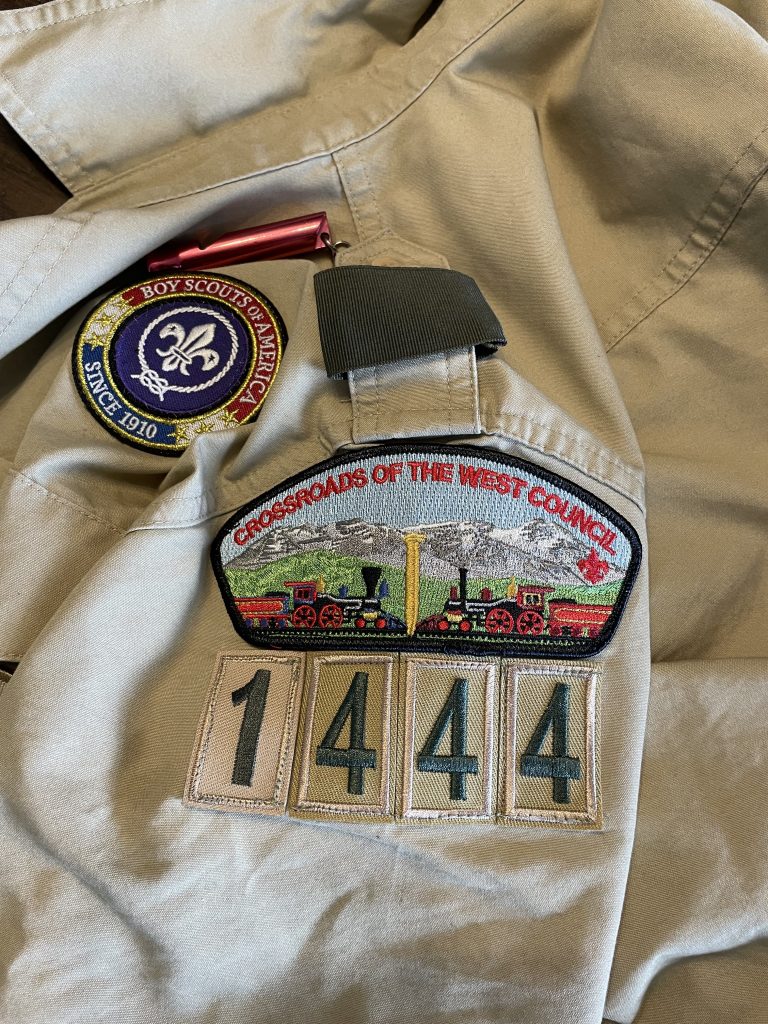 BOY SCOUTS OF AMERICA
SINCE 1910
CROSSROADS OF THE WEST COUNCIL
1444